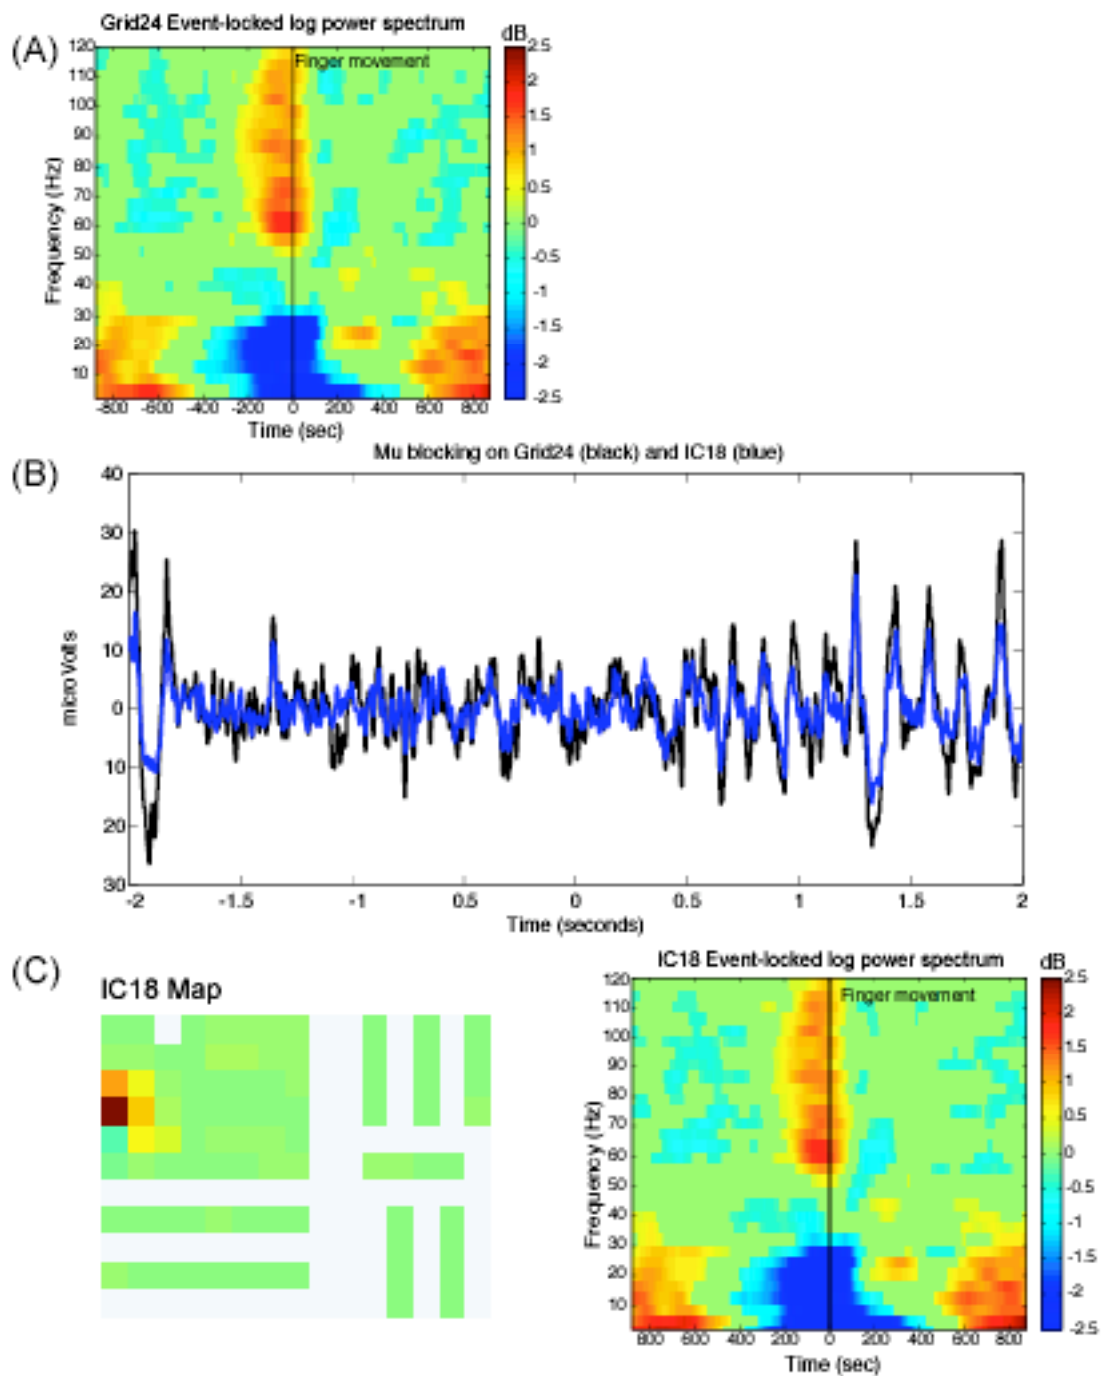 (A)
Grid24 Event-locked log power spectrum
dB
Finger movement
120
110
100
90
80
70
60
50
40
30
20
10
Frequency (Hz)
2.5
2
1.5
1
0.5
0
-0.5
-1
-1.5
-2
-2.5
-800 -600 -400 -200 0 200 400 600 800
Time (sec)
(B)
Mu blocking on Grid24 (black) and IC18 (blue)
40
30
20
10
0
10
20
30
micro Volts
-2 -1.5 -1 0.5 0 0.5 1 1.5 2
Time (seconds)
(C)
IC18 Map
IC18 Event-locked log power spectrum
dB
Finger movement
120
100
90
80
70
60
50
40
30
20
10
Frequency (Hz)
2.5
2
1.5
1
0.5
0
-0.5
-1
-1.5
-2
-2.5
800 600 400 200 0 200 400 600 800
Time (sec)